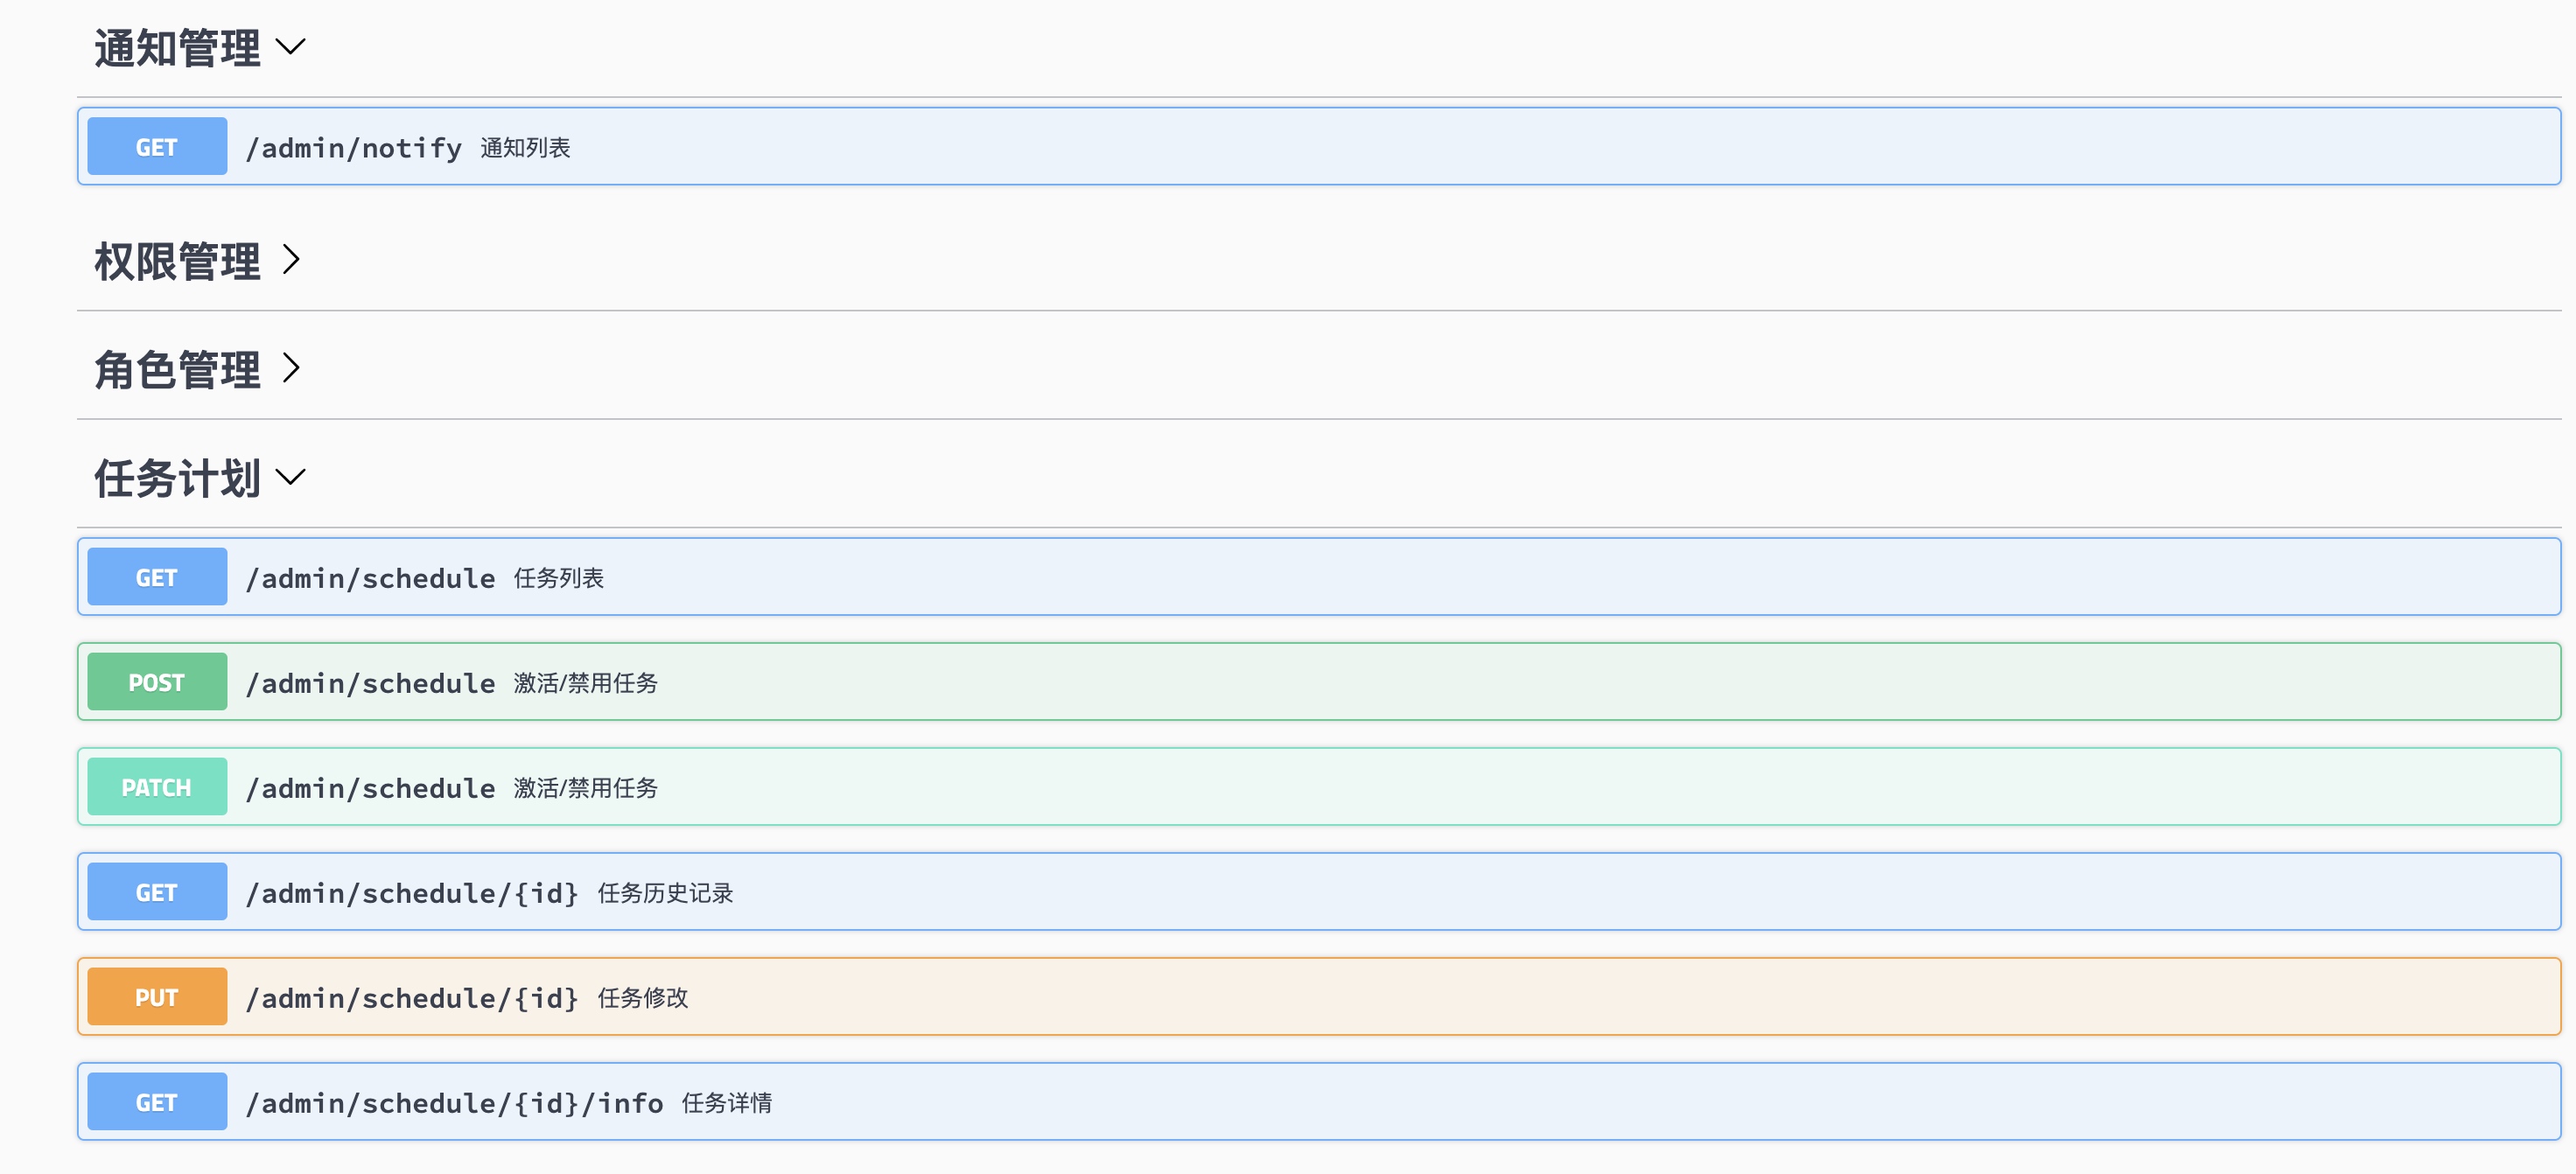 通知管理
GET /admin/notify 通知列表
权限管理
角色管理
任务计划
GET /admin/schedule 任务列表
POST /admin/schedule 激活/禁用任务
PATCH /admin/schedule 激活/禁用任务
GET /admin/schedule/{id} 任务历史记录
PUT /admin/schedule/{id} 任务修改
GET /admin/schedule/{id}/info 任务详情